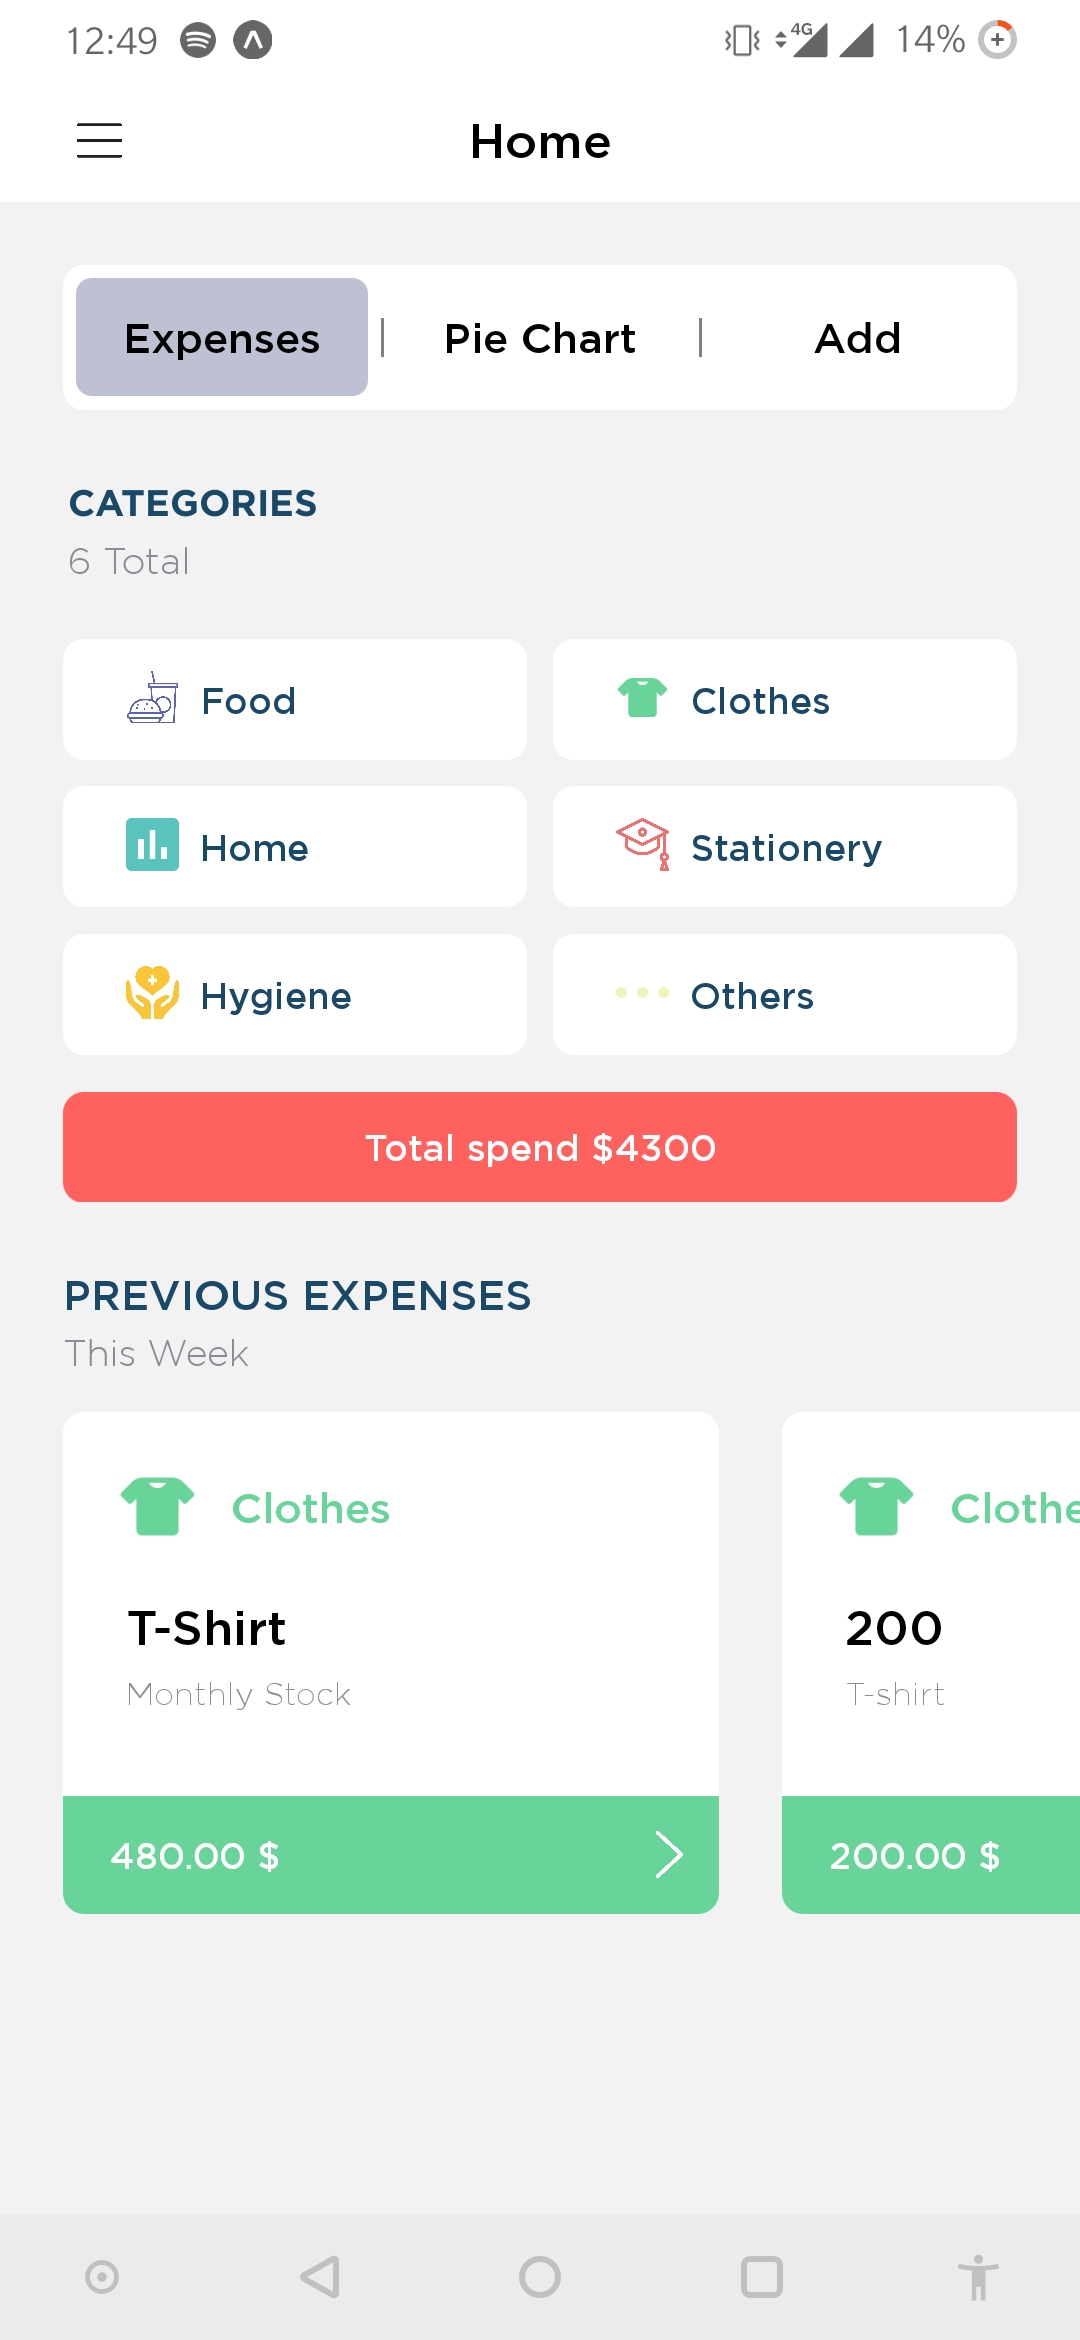 12:49 4G 14%
Home
Expenses | Pie Chart | Add
CATEGORIES
6 Total
Food Clothes
Home Stationery
Hygiene Others
Total spend $4300
PREVIOUS EXPENSES
This Week
Clothes Clothe
T-Shirt 200
Monthly Stock T-shirt
480.00 $ 200.00 $